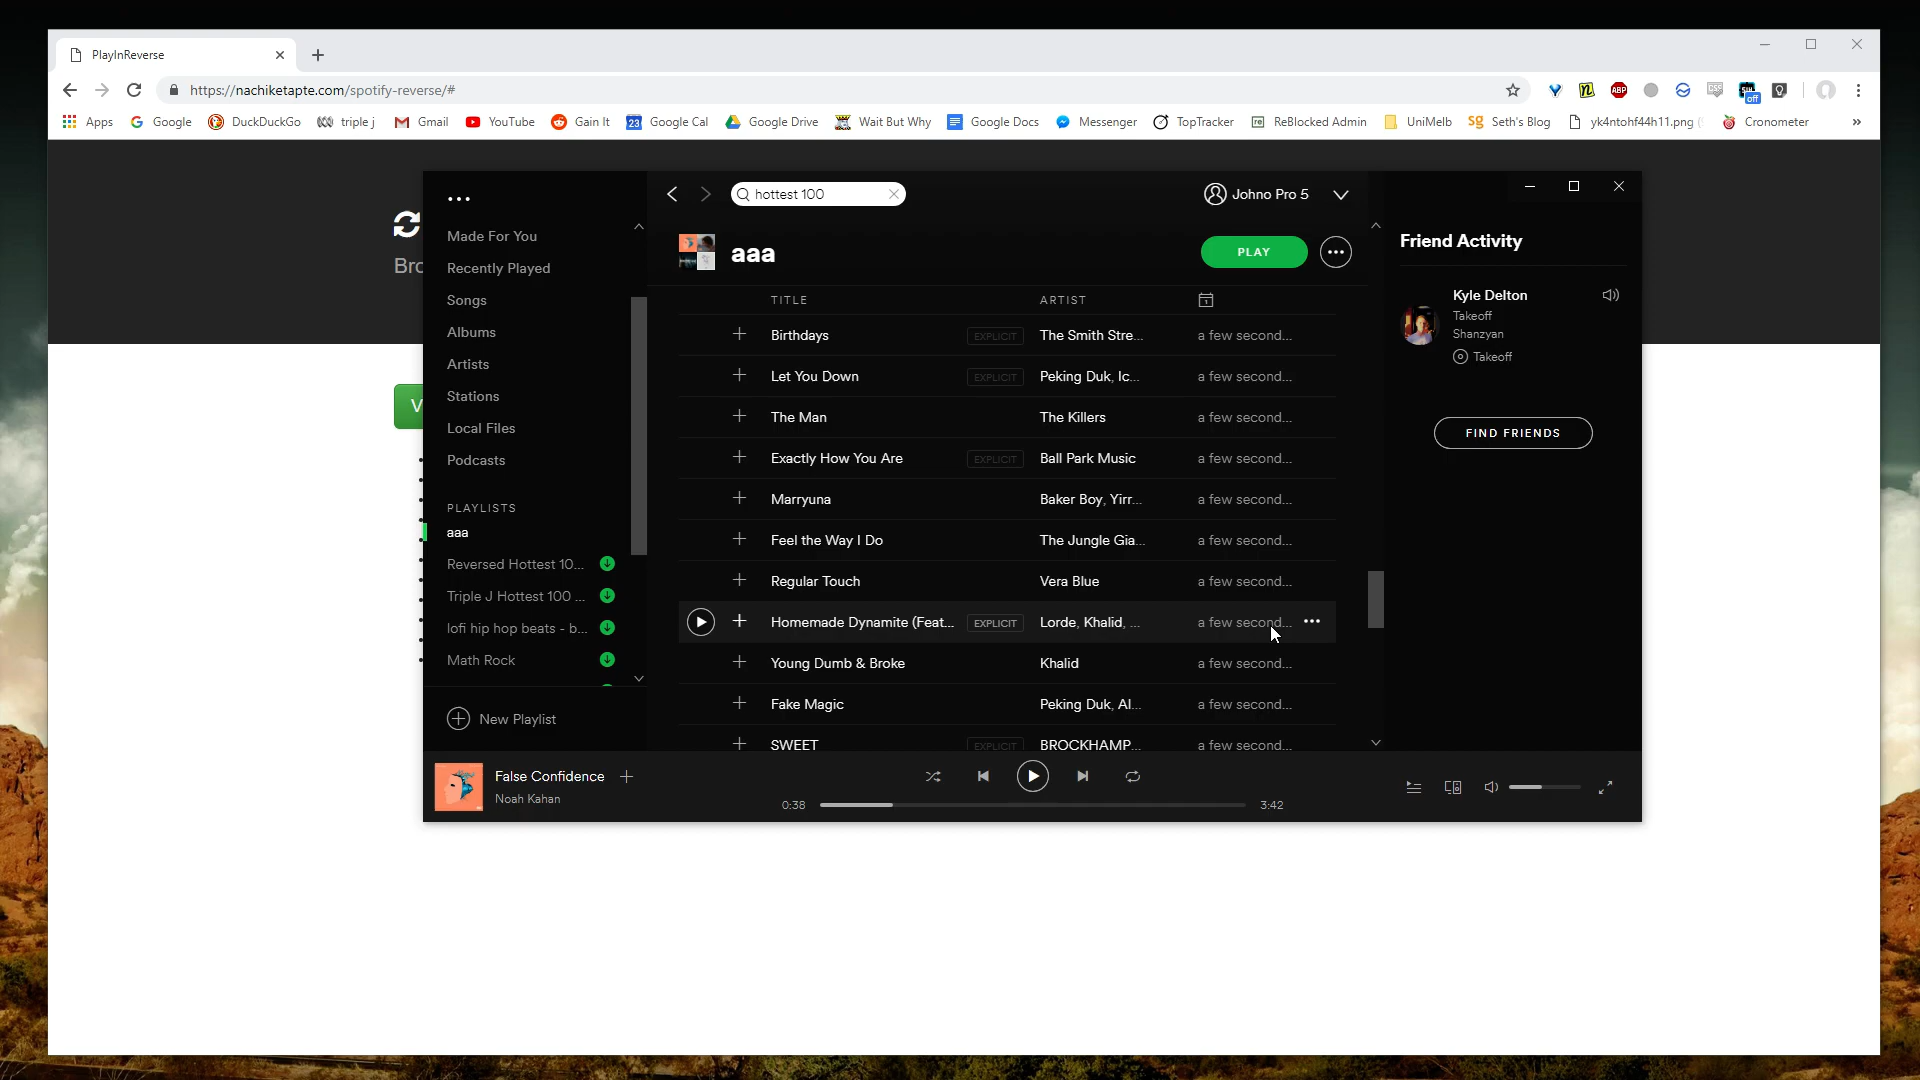 PlayInReverse
https://nachiketapte.com/spotify-reverse/#
Apps Google DuckDuckGo triple j Gmail YouTube Gain It Google Cal Google Drive Wait But Why Google Docs Messenger TopTracker ReBlocked Admin UniMelb Seth's Blog yk4ntohf44h11.png Cronometer »
Bro
V
hottest 100
Johno Pro 5
Made For You
Recently Played
Songs
Albums
Artists
Stations
Local Files
Podcasts
PLAYLISTS
aaa
Reversed Hottest 10...
Triple J Hottest 100 ...
lofi hip hop beats - b...
Math Rock
New Playlist
aaa
PLAY
TITLE ARTIST
Birthdays EXPLICIT The Smith Stre... a few second...
Let You Down EXPLICIT Peking Duk, Ic... a few second...
The Man The Killers a few second...
Exactly How You Are EXPLICIT Ball Park Music a few second...
Marryuna Baker Boy, Yirr... a few second...
Feel the Way I Do The Jungle Gia... a few second...
Regular Touch Vera Blue a few second...
Homemade Dynamite (Feat... EXPLICIT Lorde, Khalid, ... a few second...
Young Dumb & Broke Khalid a few second...
Fake Magic Peking Duk, Al... a few second...
SWEET EXPLICIT BROCKHAMP... a few second...
Friend Activity
Kyle Delton
Takeoff
Shanzyan
Takeoff
FIND FRIENDS
False Confidence
Noah Kahan
0:38 3:42